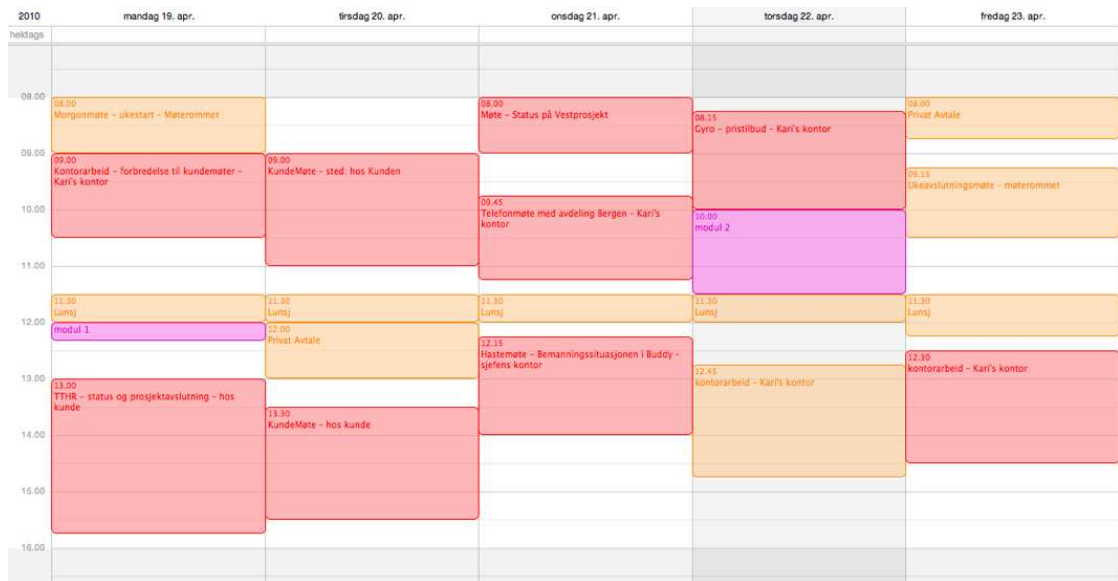 2010
mandag 19. apr.
tirsdag 20. apr.
onsdag 21. apr.
torsdag 22. apr.
fredag 23. apr.
heldags
08.00
09.00
10.00
11.00
12.00
13.00
14.00
15.00
16.00
08.00
Morgonmøte – ukestart – Møterommet
09.00
Kontorarbeid – forbredelse til kundemøter –
Kari's kontor
11.30
Lunsj
modul 1
13.00
TTHR – status og prosjektavslutning – hos
kunde
09.00
KundeMøte – sted: hos Kunden
11.30
Lunsj
12.00
Privat Avtale
13.30
KundeMøte – hos kunde
08.00
Møte – Status på Vestprosjekt
09.45
Telefonmøte med avdeling Bergen – Kari's
kontor
11.30
Lunsj
12.15
Hastemøte – Bemanningssituasjonen i Buddy –
sjefens kontor
08.15
Gyro – pristilbud – Kari's kontor
10.00
modul 2
11.30
Lunsj
12.45
kontorarbeid – Kari's kontor
08.00
Privat Avtale
09.15
Ukeavslutningsmøte – møterommet
11.30
Lunsj
12.30
kontorarbeid – Kari's kontor